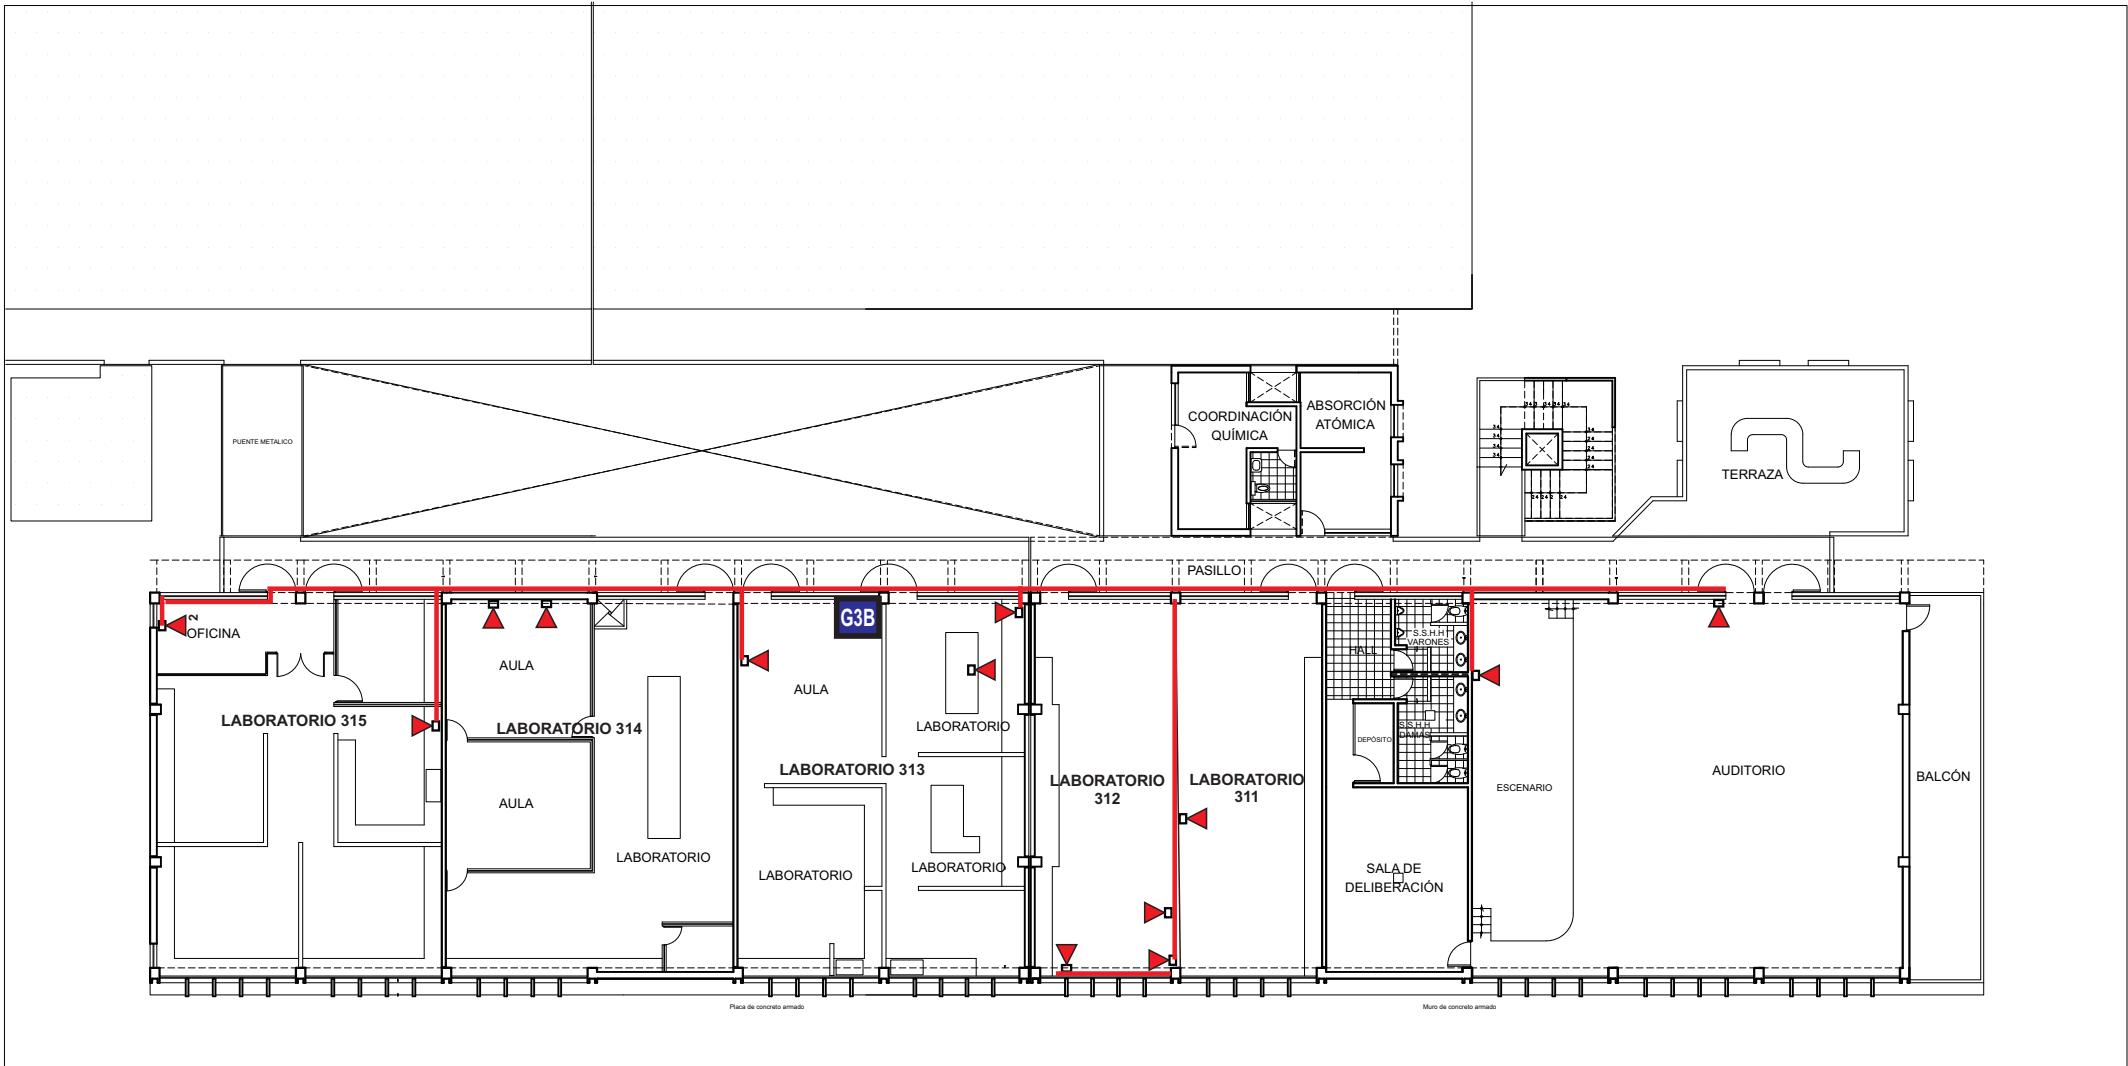 COORDINACIÓN
QUÍMICA
ABSORCIÓN
ATÓMICA
PUENTE METALICO
TERRAZA
PASILLO
2
OFICINA
G3B
AULA
AULA
HALL
S.S.H.H
VARONES
LABORATORIO 315
LABORATORIO 314
LABORATORIO
S.S.H.H
DAMAS
DEPÓSITO
LABORATORIO 313
LABORATORIO
312
LABORATORIO
311
AUDITORIO
BALCÓN
ESCENARIO
AULA
LABORATORIO
LABORATORIO
LABORATORIO
SALA DE
DELIBERACIÓN
Placa de concreto armado
Muro de concreto armado